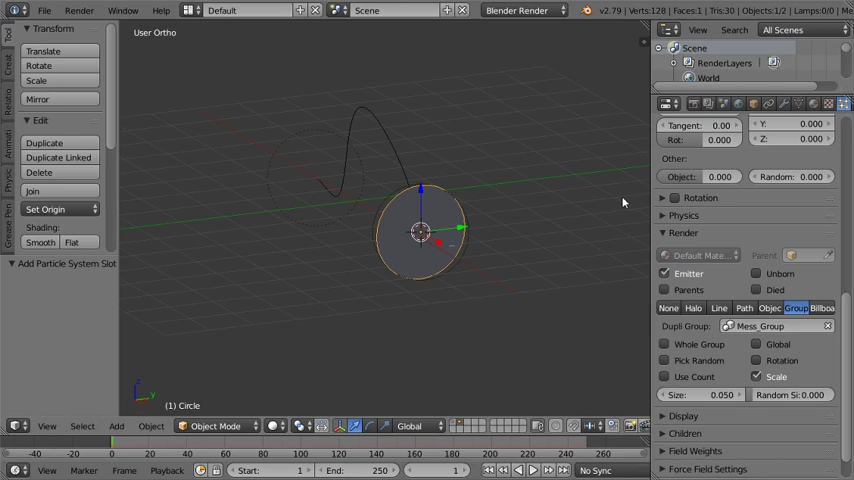 File Render Window Help Default Scene Blender Render v2.79 | Verts:128 | Faces:1 | Tris:30 | Objects:1/2 | Lamps:0/0 | Me
View Search All Scenes
Scene
RenderLayers
World
Tool
Creat
Relatio
Animati
Physic
Grease Pen
Transform
Translate
Rotate
Scale
Mirror
Edit
Duplicate
Duplicate Linked
Delete
Join
Set Origin
Shading:
Smooth Flat
Add Particle System Slot
User Ortho
z
y
(1) Circle
Tangent: 0.00 Y: 0.000
Rot: 0.000 Z: 0.000
Other:
Object: 0.000 Random: 0.000
Rotation
Physics
Render
Default Mate... Parent
Emitter Unborn
Parents Died
None Halo Line Path Objec Group Billboa
Dupli Group: Mess_Group
Whole Group Global
Pick Random Rotation
Use Count Scale
Size: 0.050 Random Si: 0.000
Display
Children
Field Weights
Force Field Settings
View Select Add Object Object Mode Global
-40 -20 0 20 40 60 80 100 120 140 160 180 200 220 240 260
View Marker Frame Playback Start: 1 End: 250 1 No Sync